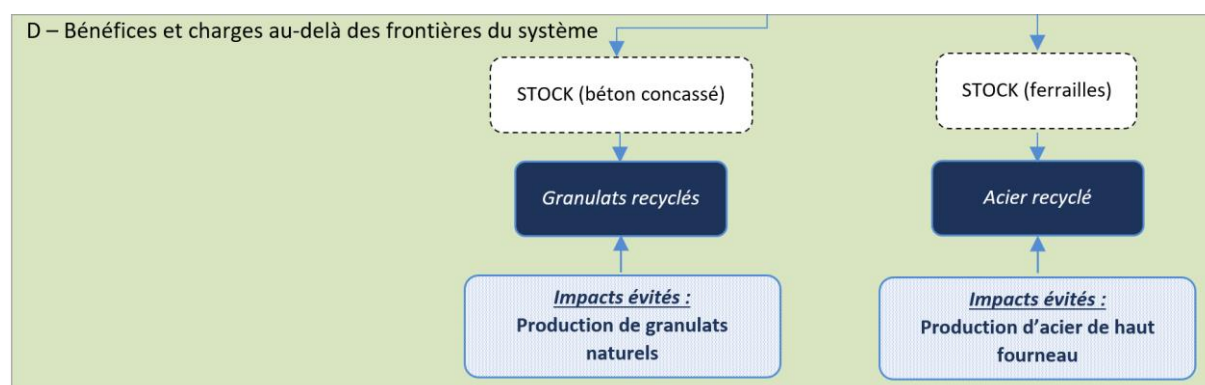 D – Bénéfices et charges au-delà des frontières du système
STOCK (béton concassé)
STOCK (ferrailles)
Granulats recyclés
Acier recyclé
Impacts évités :
Production de granulats
naturels
Impacts évités :
Production d’acier de haut
fourneau